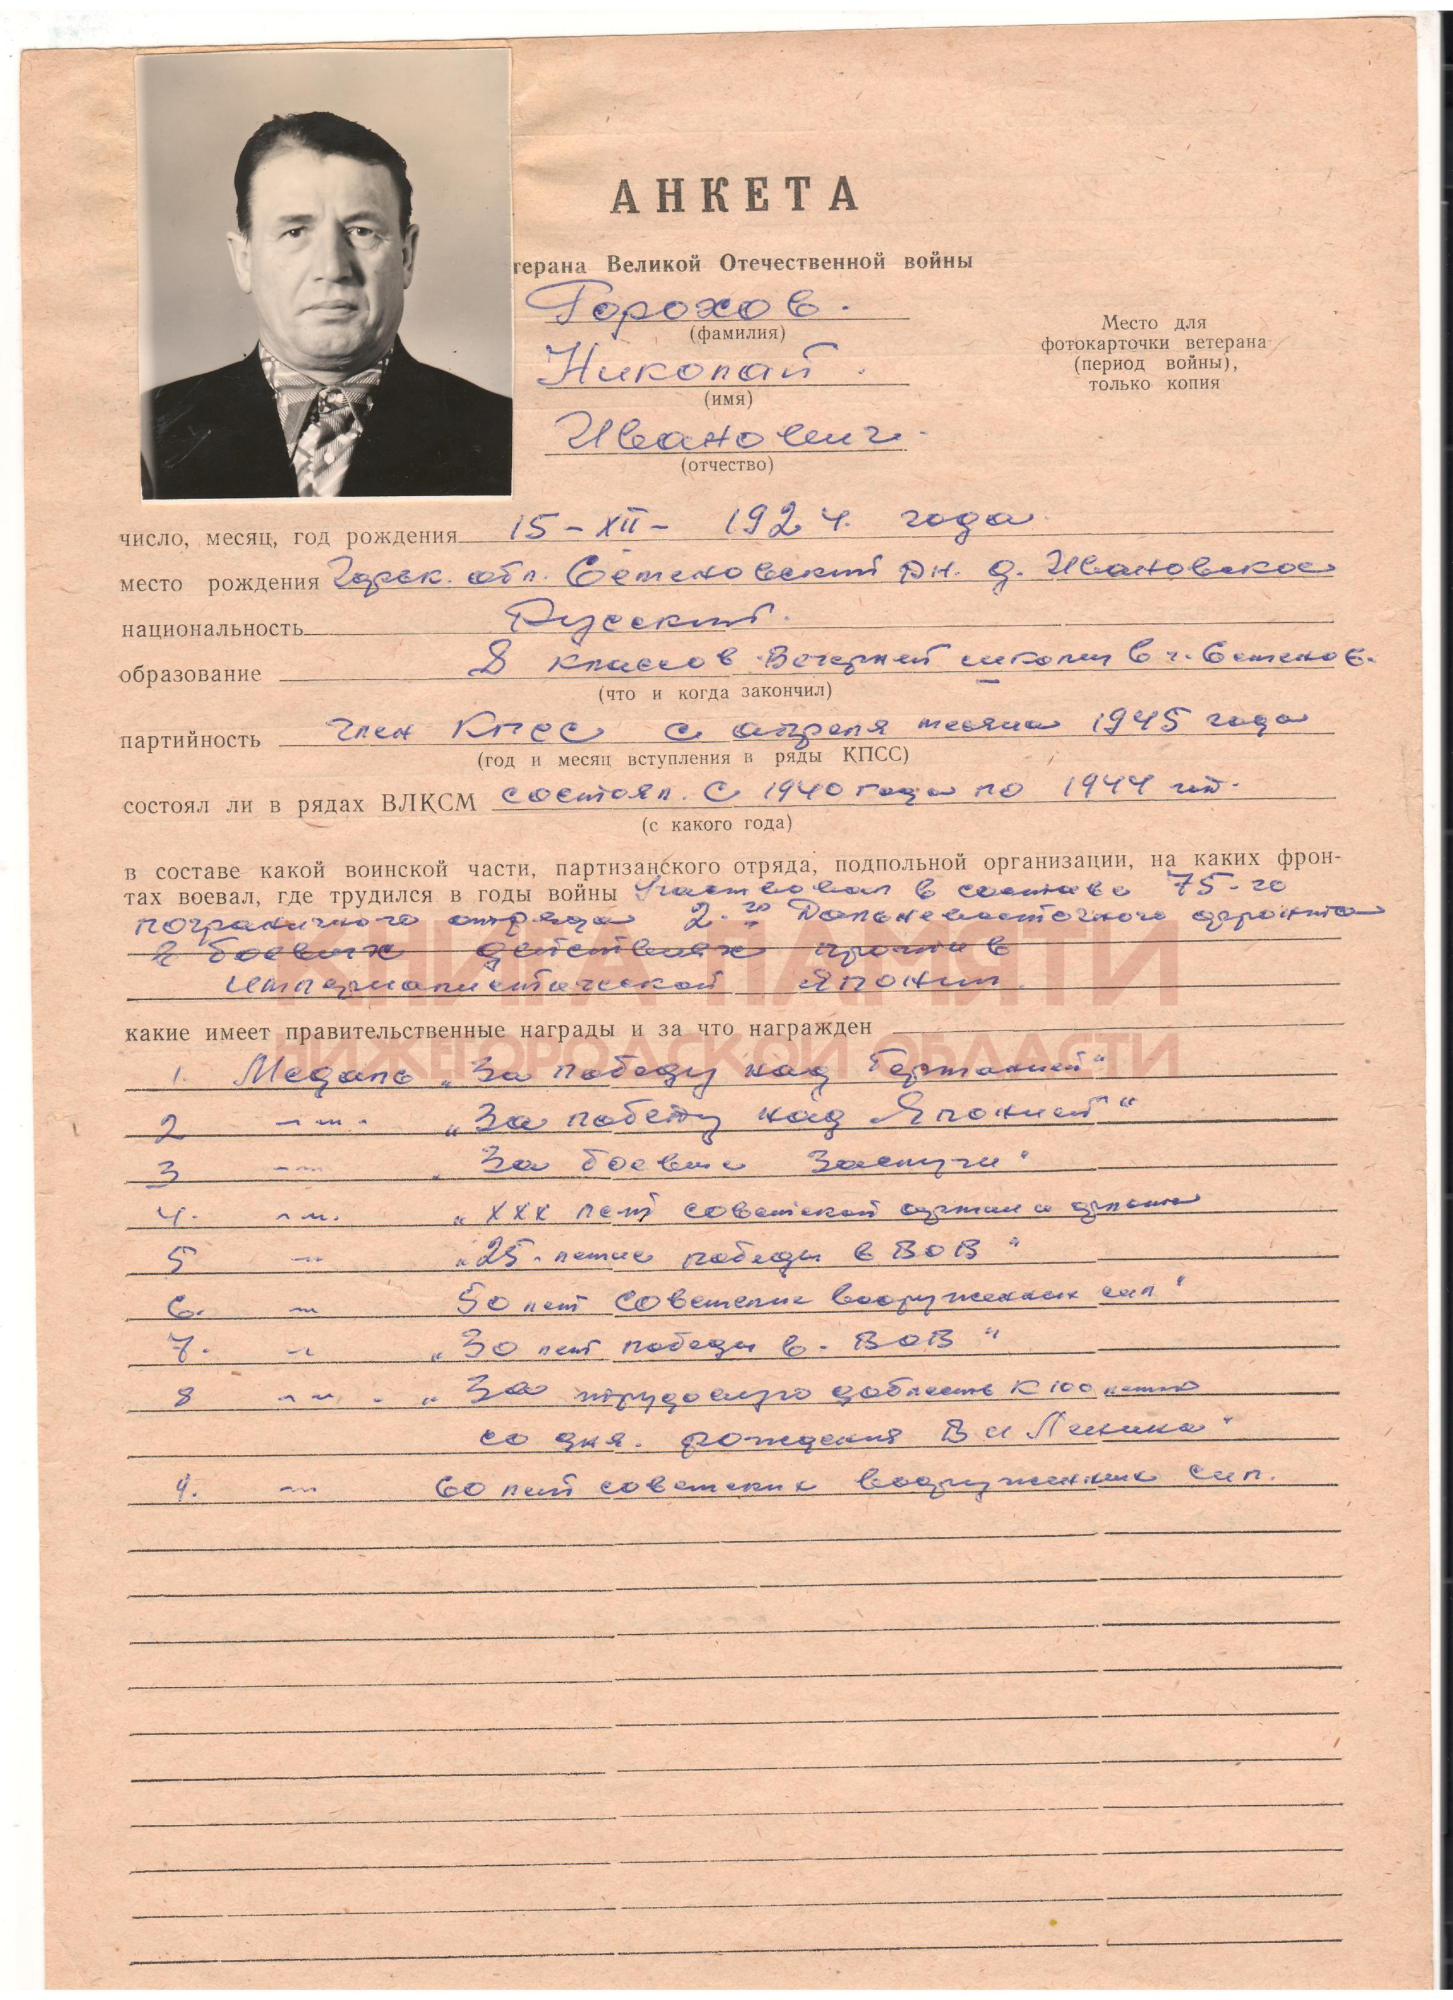 АНКЕТА
терана Великой Отечественной войны
Горохов.
(фамилия)
Николай.
(имя)
Иванович.
(отчество)
Место для
фотокарточки ветерана
(период войны),
только копия
число, месяц, год рождения 15-XII- 1924. года
место рождения Горьк. обл. Семеновский рн. д. Ивановское
национальность Русский.
образование 8 классов Вечерней школы в г. Семенов.
(что и когда закончил)
партийность член КПСС с апреля месяца 1945 года
(год и месяц вступления в ряды КПСС)
состоял ли в рядах ВЛКСМ состоял. С 1940 года по 1944 г.
(с какого года)
в составе какой воинской части, партизанского отряда, подпольной организации, на каких фрон-
тах воевал, где трудился в годы войны Участвовал в составе 75-го
пограничного отряда 2-го Дальневосточного фронта
в боевых действиях против
империалистической Японии.
КНИГА ПАМЯТИ
какие имеет правительственные награды и за что награжден
НИЖЕГОРОДСКОЙ ОБЛАСТИ
1. Медаль „За победу над Германией“
2 -"- „За победу над Японией“
3 -"- „За боевые Заслуги“
4. -"- „XXX лет советской армии и флота
5 -"- „25-летие победы в ВОВ“
6. -"- 50 лет Советских вооруженных сил“
7. -"- „30 лет победы в. ВОВ“
8 -"- „За трудовую доблесть К 100 летию
со дня. рождения В И Ленина“
9. -"- 60 лет советских вооруженных сил.